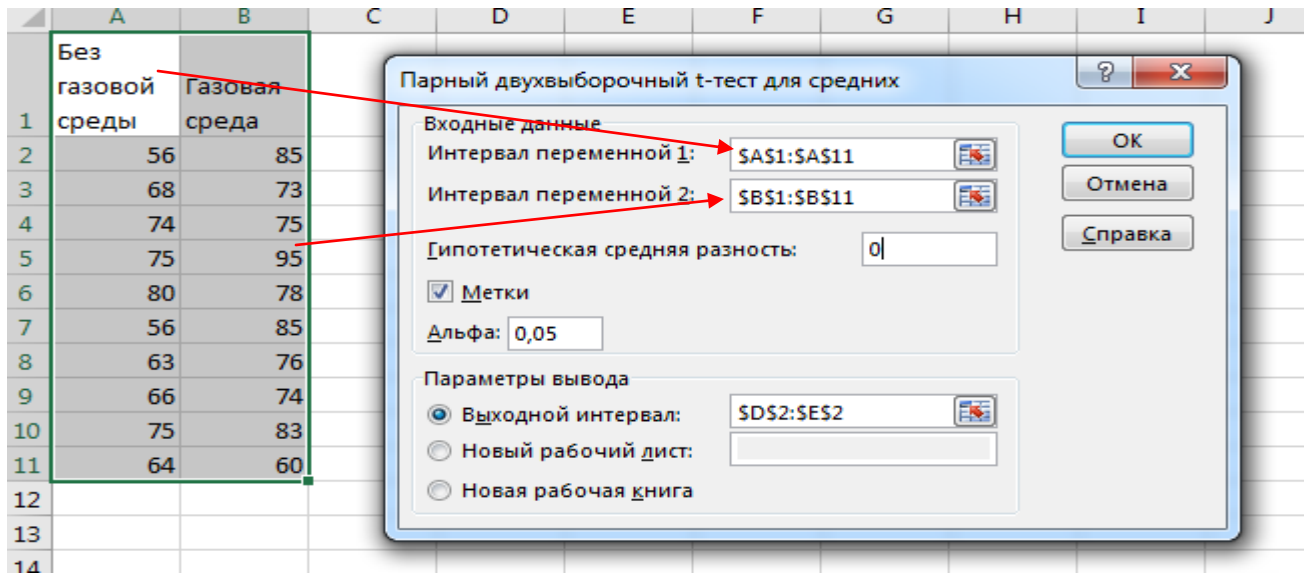 A B C D E F G H I J
Без
газовой Газовая
1 среды среда
2 56 85
3 68 73
4 74 75
5 75 95
6 80 78
7 56 85
8 63 76
9 66 74
10 75 83
11 64 60
12
13
14
Парный двухвыборочный t-тест для средних
Входные данные
Интервал переменной 1: $A$1:$A$11
Интервал переменной 2: $B$1:$B$11
Гипотетическая средняя разность: 0
Метки
Альфа: 0,05
Параметры вывода
Выходной интервал: $D$2:$E$2
Новый рабочий лист:
Новая рабочая книга
?
ОК
Отмена
Справка